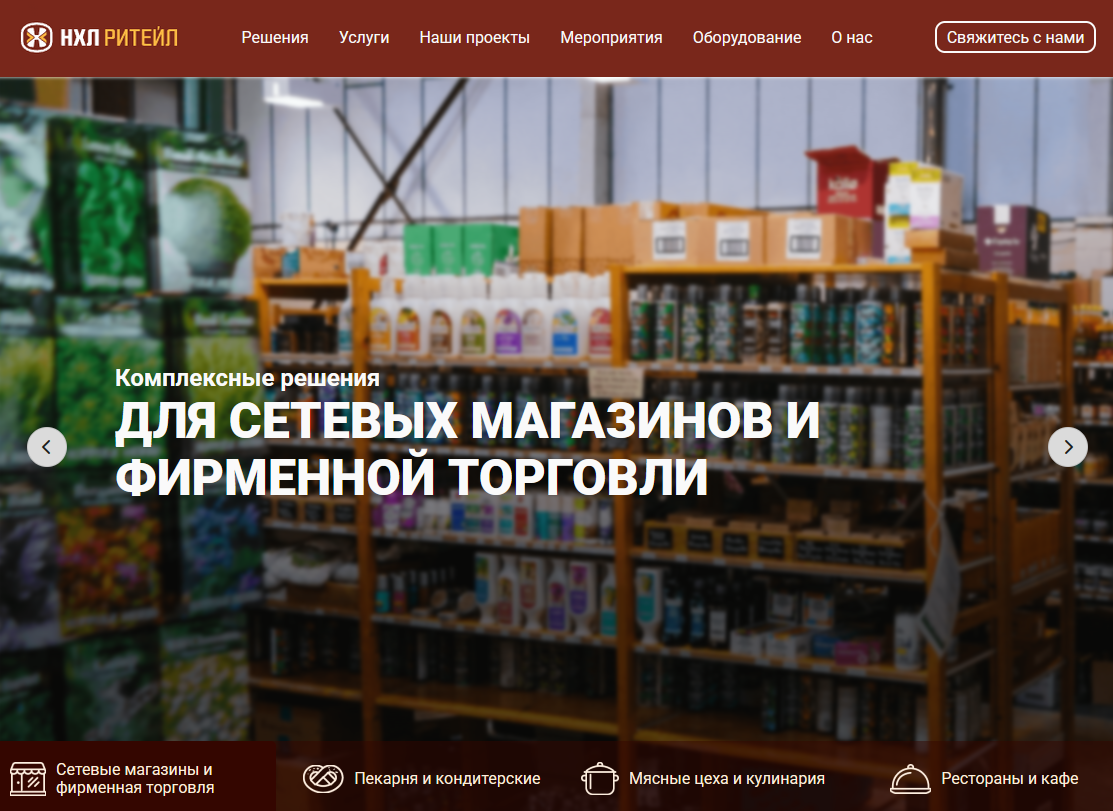 НХЛ РИТЕЙЛ
Решения
Услуги
Наши проекты
Мероприятия
Оборудование
О нас
Свяжитесь с нами
Комплексные решения
ДЛЯ СЕТЕВЫХ МАГАЗИНОВ И
ФИРМЕННОЙ ТОРГОВЛИ
Сетевые магазины и
фирменная торговля
Пекарня и кондитерские
Мясные цеха и кулинария
Рестораны и кафе